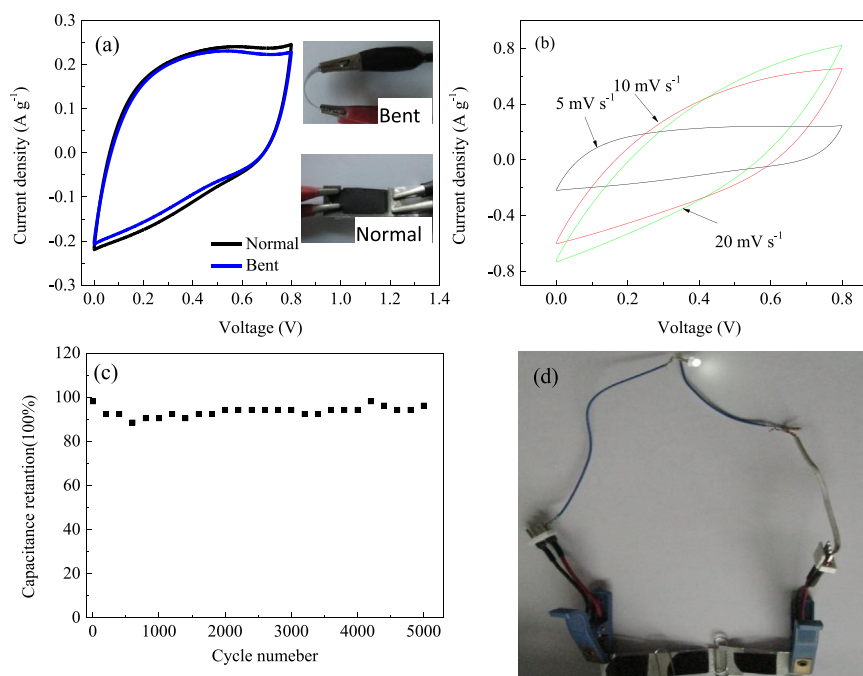 (a)
0.3
0.2
0.1
0.0
-0.1
-0.2
-0.3
Current density (A g⁻¹)
Bent
Normal
Normal
Bent
0.0 0.2 0.4 0.6 0.8 1.0 1.2 1.4
Voltage (V)
(b)
0.8
0.4
0.0
-0.4
-0.8
Current density (A g⁻¹)
10 mV s⁻¹
5 mV s⁻¹
20 mV s⁻¹
0.0 0.2 0.4 0.6 0.8
Voltage (V)
(c)
120
100
80
60
40
20
0
Capacitance retantion(100%)
0 1000 2000 3000 4000 5000
Cycle numeber
(d)